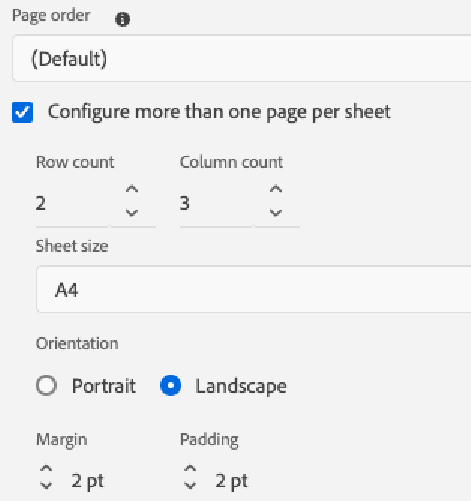 Page order
(Default)
Configure more than one page per sheet
Row count Column count
2 3
Sheet size
A4
Orientation
Portrait Landscape
Margin Padding
2 pt 2 pt